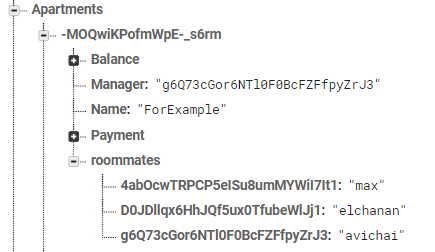 Apartments
-MOQwiKPofmWpE-_s6rm
Balance
Manager: "g6Q73cGor6NTl0F0BcFZFfpyZrJ3"
Name: "ForExample"
Payment
roommates
4abOcwTRPCP5eISu8umMYWiI7It1: "max"
D0JDllqx6HhJQf5ux0TfubeWlJj1: "elchanan"
g6Q73cGor6NTl0F0BcFZFfpyZrJ3: "avichai"